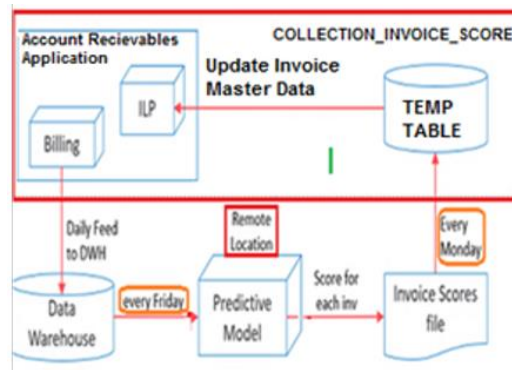 Account Recievables
Application
COLLECTION_INVOICE_SCORE
Update Invoice
Master Data
ILP
TEMP
TABLE
Billing
Daily Feed
to DWH
Remote
Location
Every
Monday
Data
Warehouse
every Friday
Predictive
Model
Score for
each inv
Invoice Scores
file